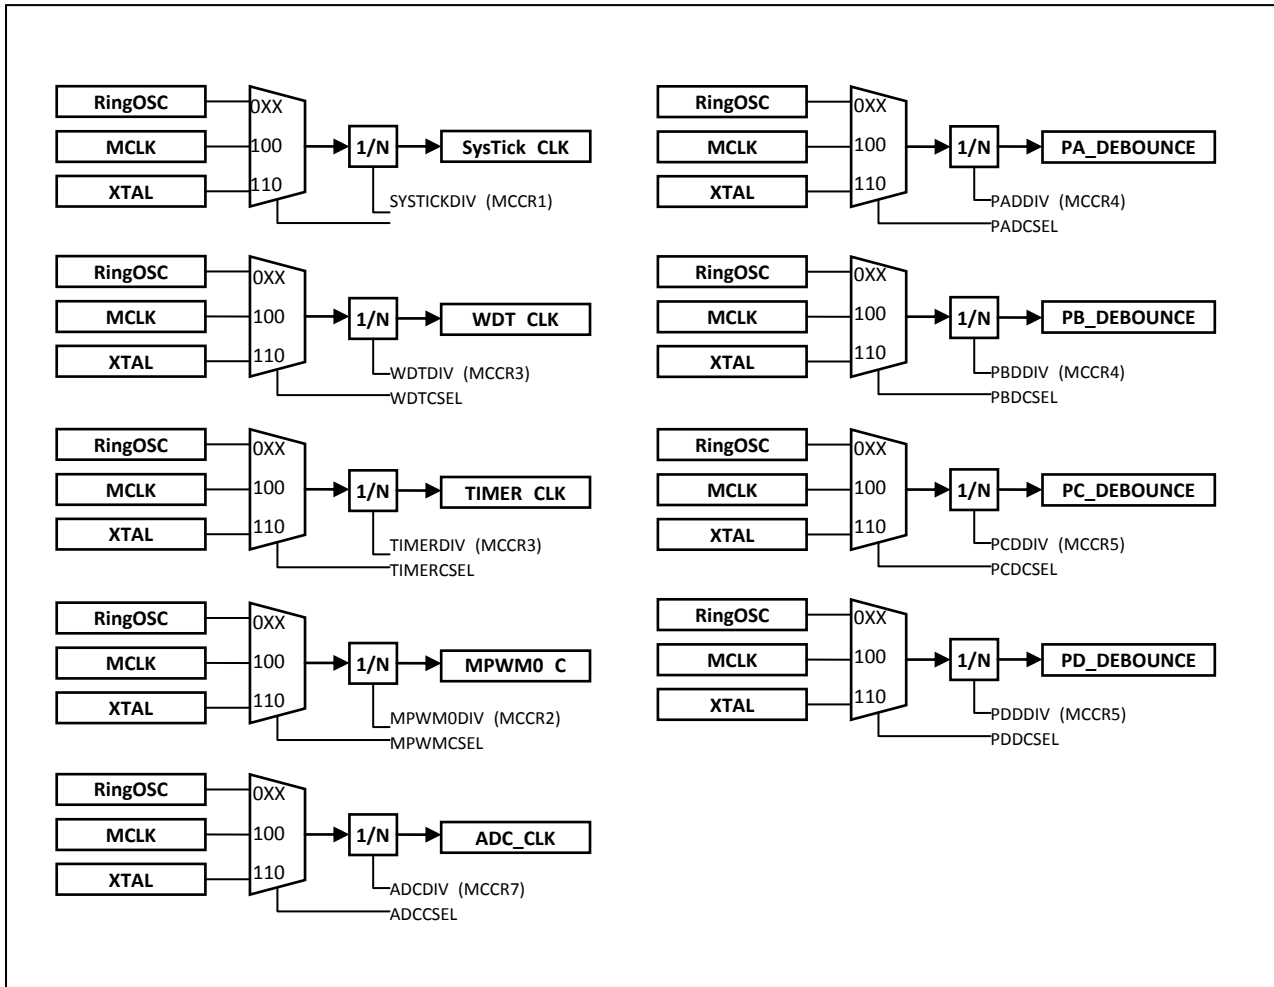 RingOSC
0XX
MCLK
100
1/N
SysTick CLK
XTAL
110
SYSTICKDIV (MCCR1)
RingOSC
0XX
MCLK
100
1/N
WDT CLK
XTAL
110
WDTDIV (MCCR3)
WDTCSEL
RingOSC
0XX
MCLK
100
1/N
TIMER CLK
XTAL
110
TIMERDIV (MCCR3)
TIMERCSEL
RingOSC
0XX
MCLK
100
1/N
MPWM0 C
XTAL
110
MPWM0DIV (MCCR2)
MPWMCSEL
RingOSC
0XX
MCLK
100
1/N
ADC_CLK
XTAL
110
ADCDIV (MCCR7)
ADCCSEL
RingOSC
0XX
MCLK
100
1/N
PA_DEBOUNCE
XTAL
110
PADDIV (MCCR4)
PADCSEL
RingOSC
0XX
MCLK
100
1/N
PB_DEBOUNCE
XTAL
110
PBDDIV (MCCR4)
PBDCSEL
RingOSC
0XX
MCLK
100
1/N
PC_DEBOUNCE
XTAL
110
PCDDIV (MCCR5)
PCDCSEL
RingOSC
0XX
MCLK
100
1/N
PD_DEBOUNCE
XTAL
110
PDDDIV (MCCR5)
PDDCSEL